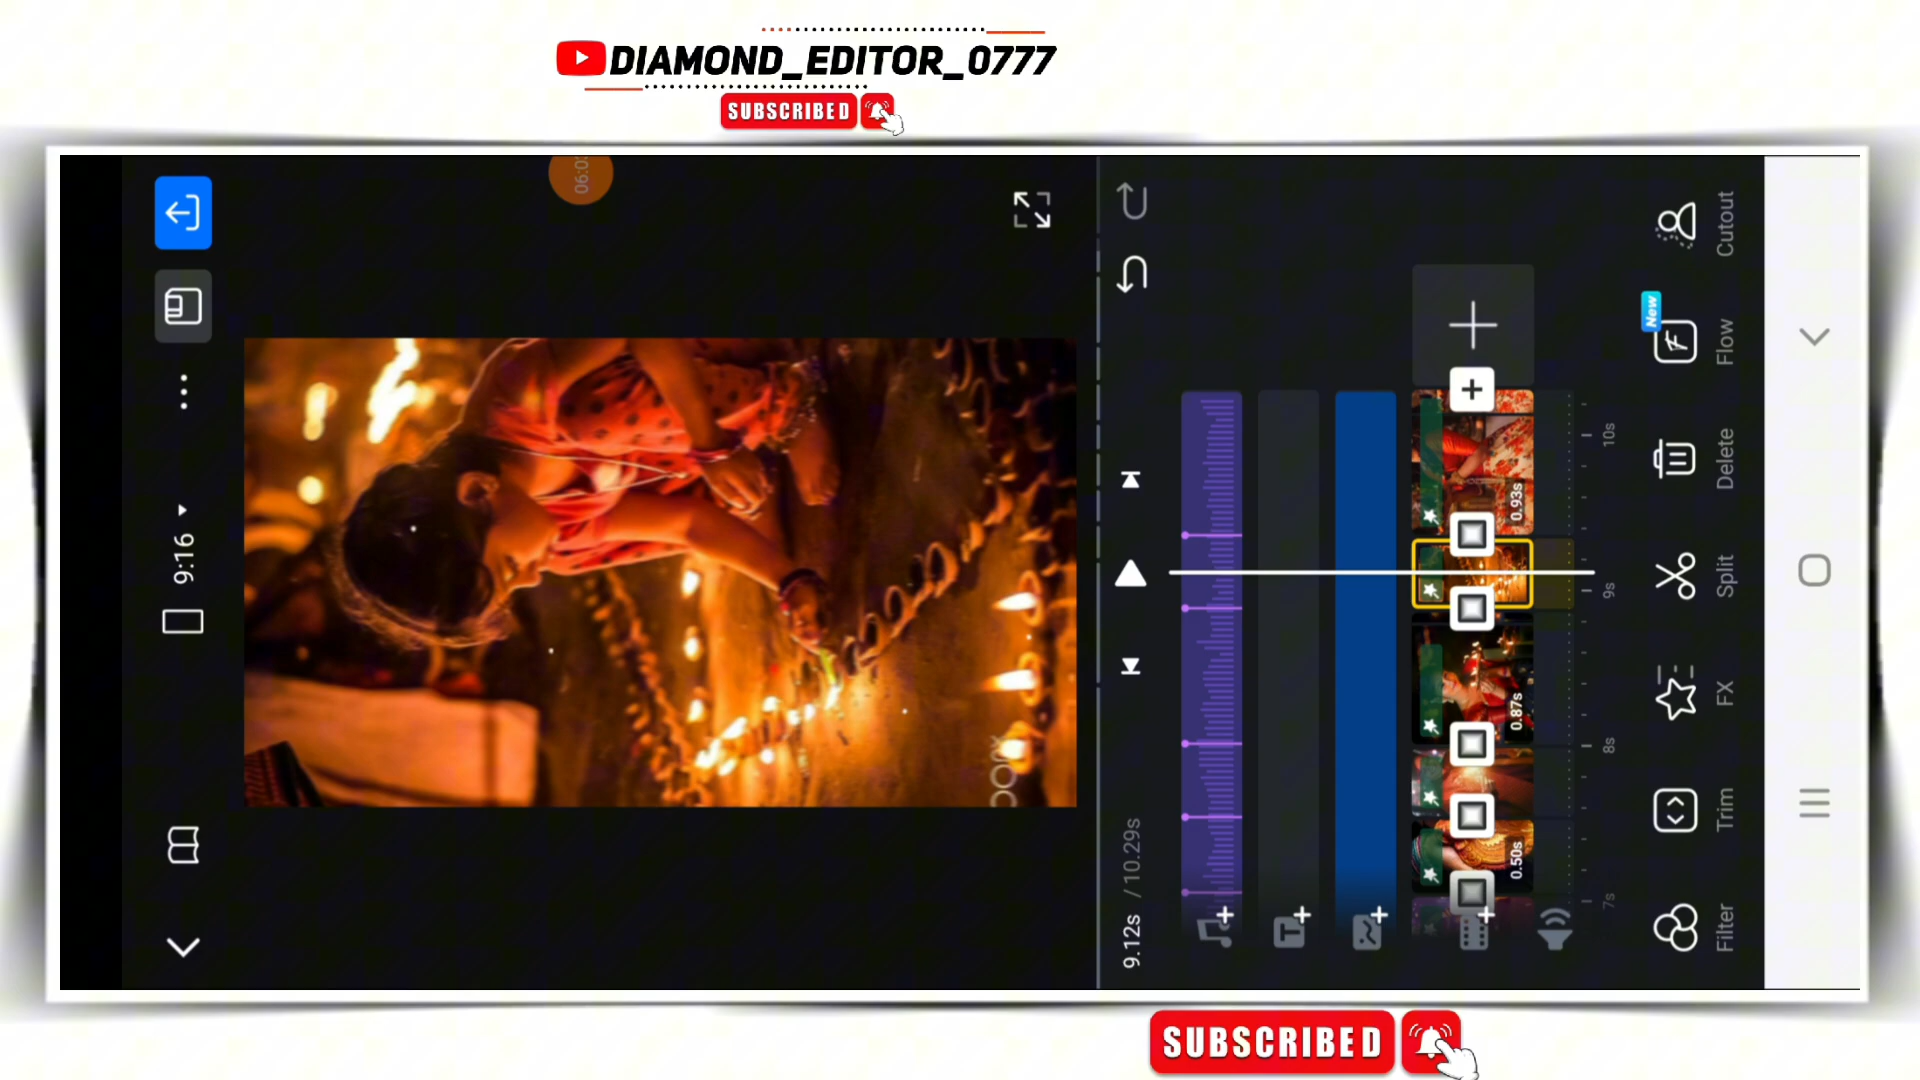 DIAMOND_EDITOR_0777
SUBSCRIBED
06:0
9:16
9.12s / 10.29s
0.93s
0.87s
0.50s
10s
9s
8s
7s
Cutout
New
Flow
Delete
Split
FX
Trim
Filter
SUBSCRIBED